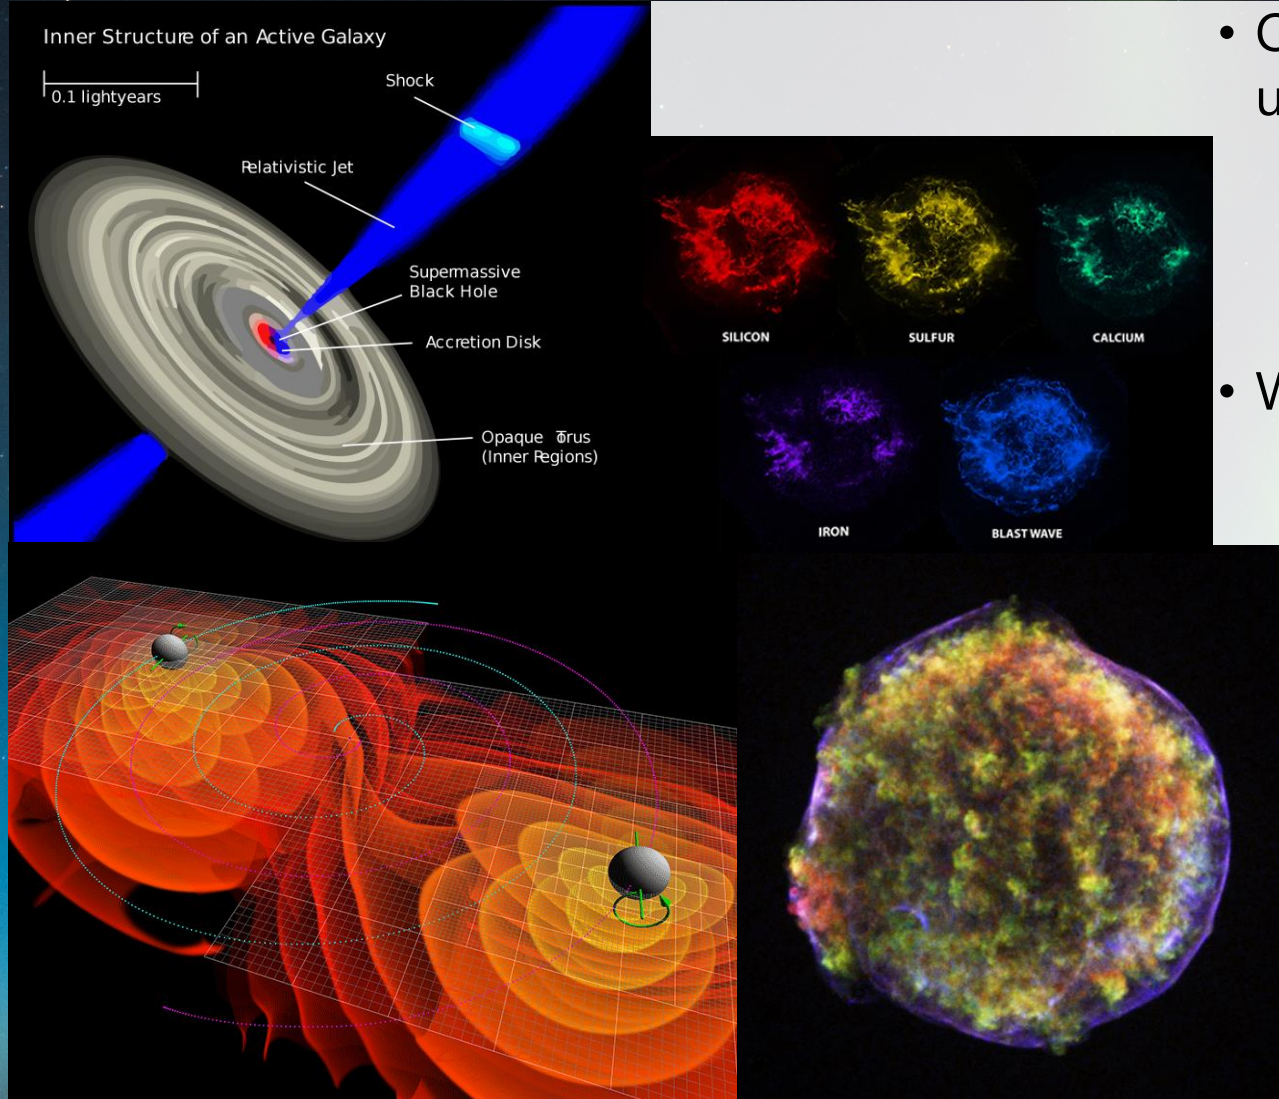 Inner Structure of an Active Galaxy
0.1 lightyears
Shock
Relativistic Jet
Supermassive
Black Hole
Accretion Disk
Opaque Torus
(Inner Regions)
SILICON
SULFUR
CALCIUM
IRON
BLAST WAVE